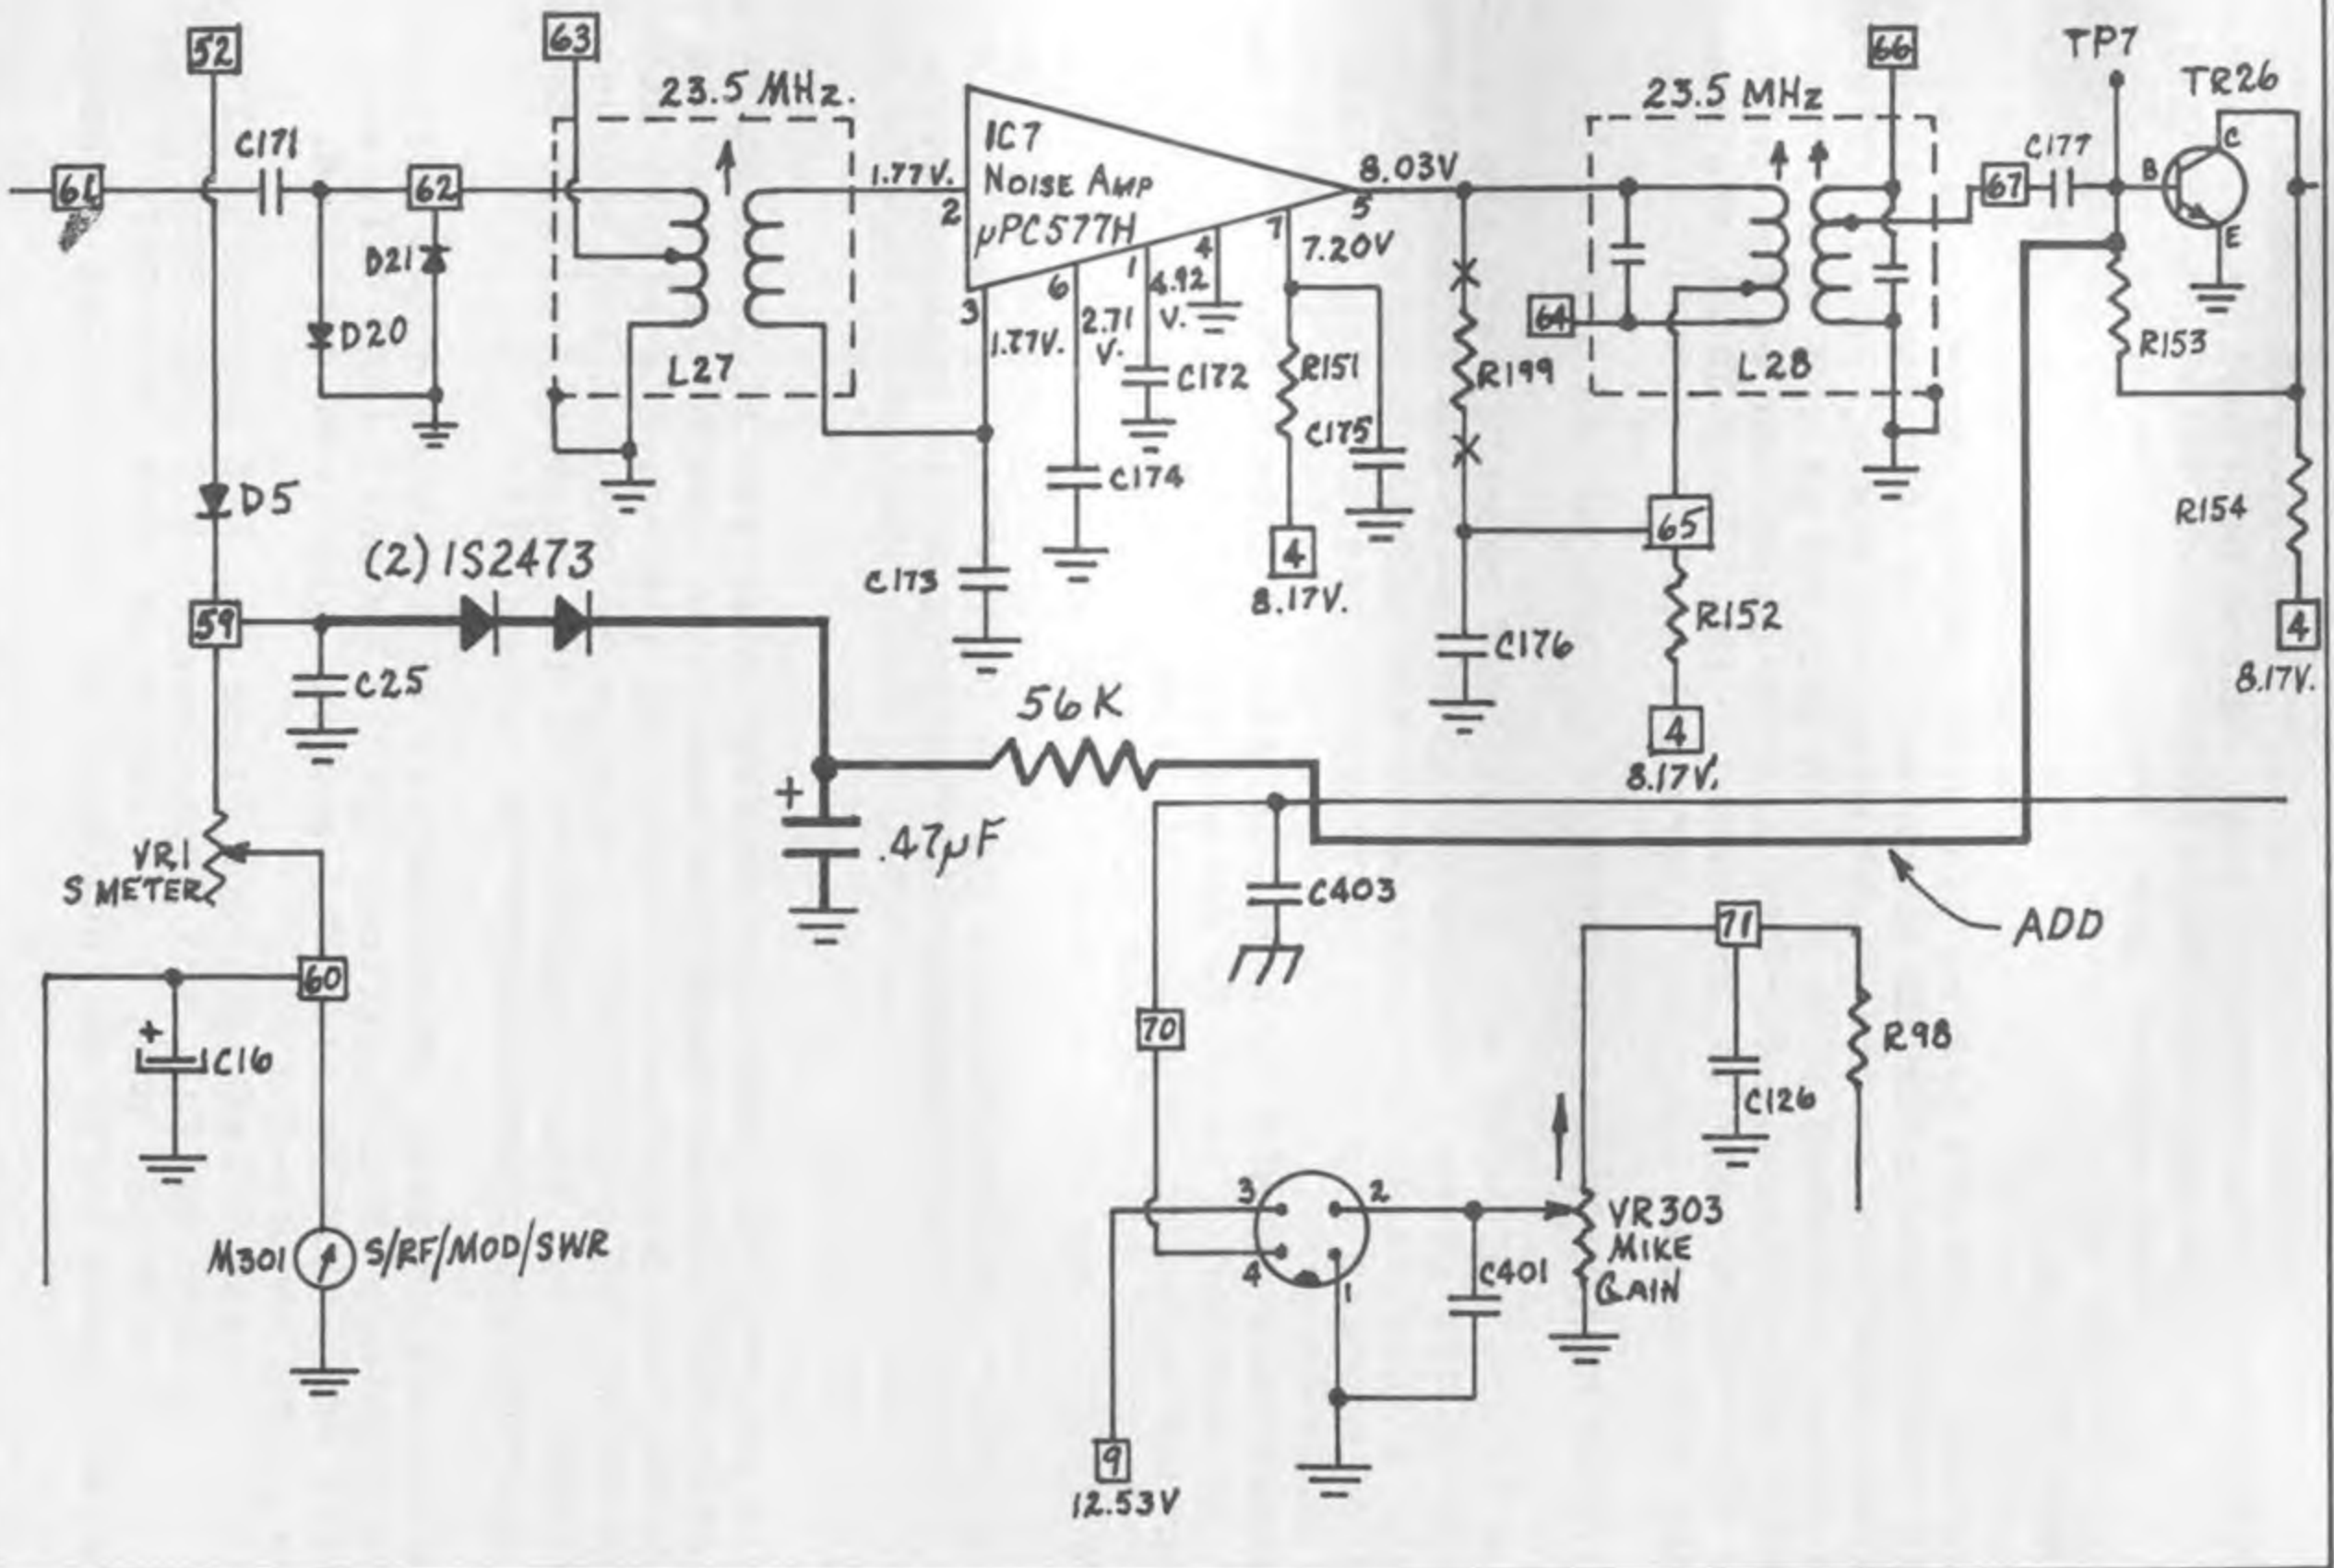 52
63
66
TP7
TR26
23.5 MHz.
23.5 MHz
C171
61
62
1.77V.
2
IC7
NOISE AMP
μPC577H
8.03V
5
67
C177
B
C
E
D21
D20
L27
3
1.77V.
6
2.71
V.
1
4.92
V.
4
7
7.20V
C172
R151
C175
C174
R199
64
L28
R153
D5
(2) 1S2473
C173
4
8.17V.
65
R154
59
C25
C176
R152
4
8.17V.
4
8.17V.
56K
+
.47μF
VR1
S METER
C403
ADD
60
+
C16
70
71
R98
C126
M301
S/RF/MOD/SWR
3
2
4
1
C401
VR303
MIKE
GAIN
9
12.53V